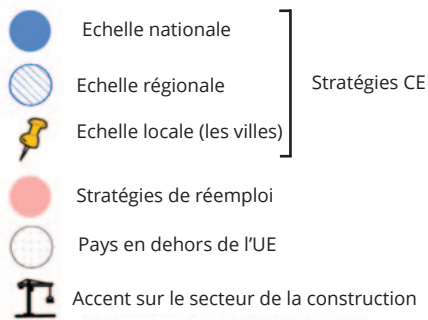 Echelle nationale
Echelle régionale
Echelle locale (les villes)
Stratégies CE
Stratégies de réemploi
Pays en dehors de l'UE
Accent sur le secteur de la construction